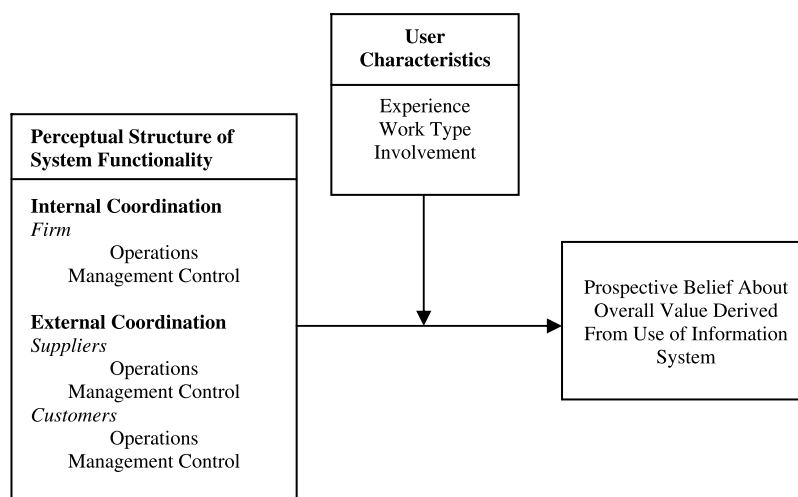 User
Characteristics
Experience
Work Type
Involvement
Perceptual Structure of
System Functionality
Internal Coordination
Firm
Operations
Management Control
External Coordination
Suppliers
Operations
Management Control
Customers
Operations
Management Control
Prospective Belief About
Overall Value Derived
From Use of Information
System